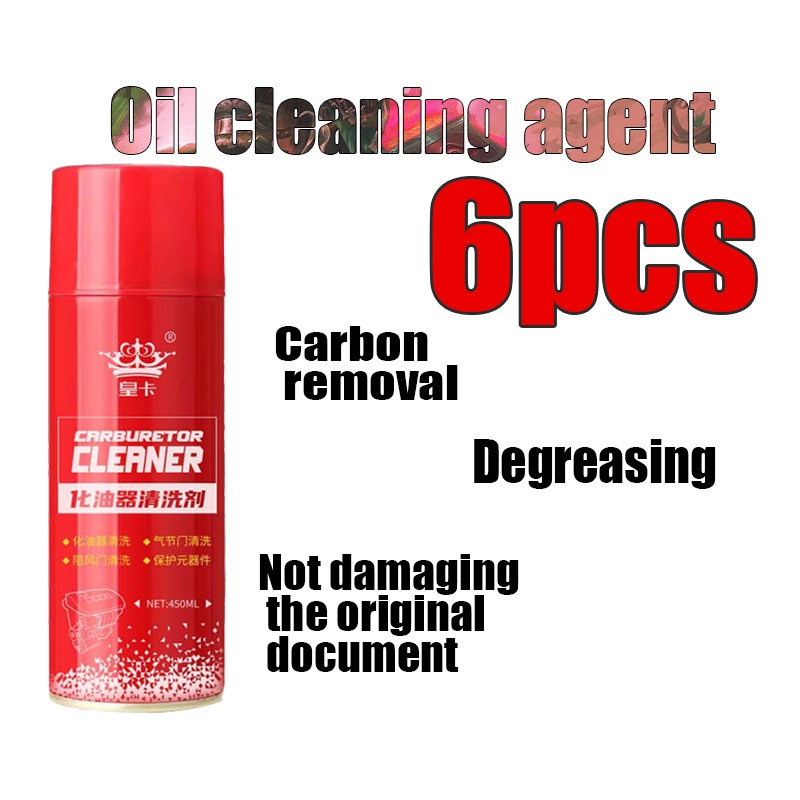 Oil cleaning agent
6pcs
®
皇卡
CARBURETOR
CLEANER
化油器清洗剂
◆ 化油器清洗 ◆ 气节门清洗
◆ 阻风门清洗 ◆ 保护元器件
◀ NET:450ML ▶
Carbon
removal
Degreasing
Not damaging
the original
document